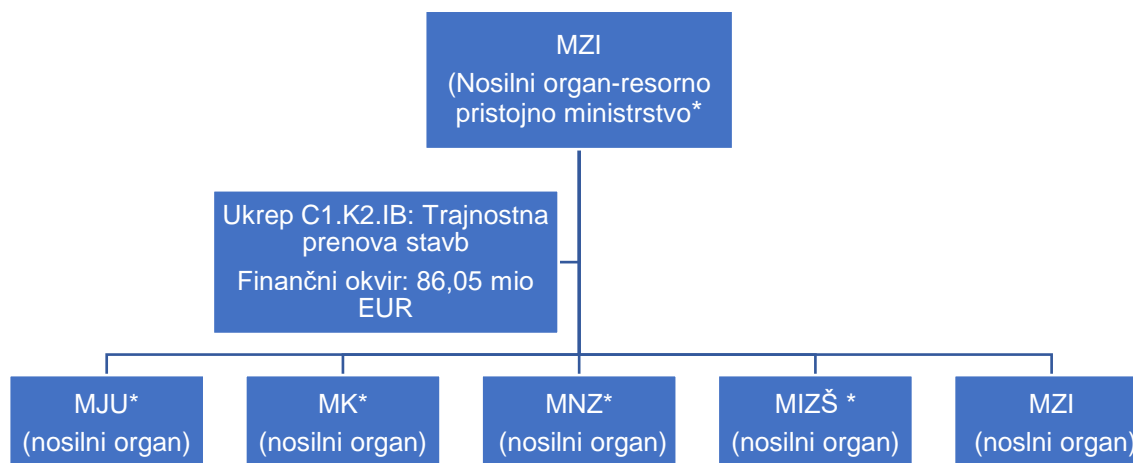 MZI
(Nosilni organ-resorno
pristojno ministrstvo*
Ukrep C1.K2.IB: Trajnostna
prenova stavb
Finančni okvir: 86,05 mio
EUR
MJU*
(nosilni organ)
MK*
(nosilni organ)
MNZ*
(nosilni organ)
MIZŠ *
(nosilni organ)
MZI
(noslni organ)